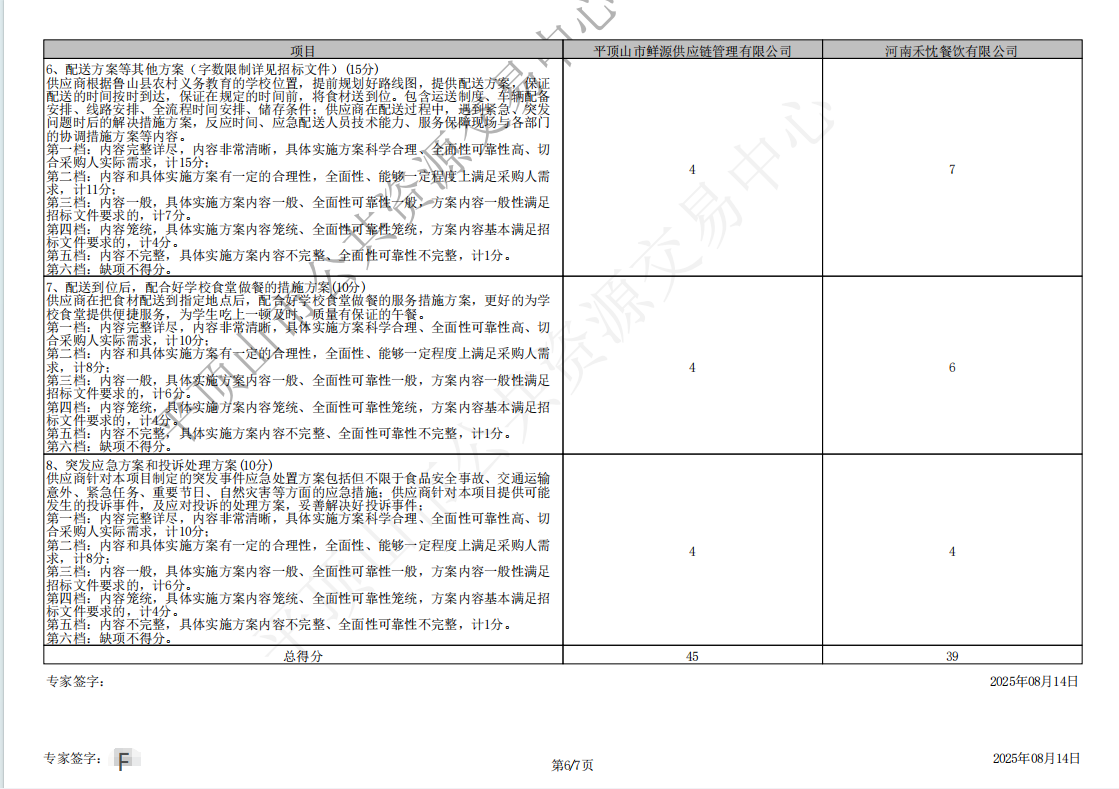 项目 平顶山市鲜源供应链管理有限公司 河南禾忱餐饮有限公司
6、配送方案等其他方案（字数限制详见招标文件）(15分)
供应商根据鲁山县农村义务教育的学校位置，提前规划好路线图，提供配送方案，保证
配送的时间按时到达，保证在规定的时间前，将食材送到位。包含运送制度、车辆配备
安排、线路安排、全流程时间安排、储存条件；供应商在配送过程中，遇到紧急、突发
问题时后的解决措施方案，反应时间、应急配送人员技术能力、服务保障现场与各部门
的协调措施方案等内容。
第一档：内容完整详尽，内容非常清晰，具体实施方案科学合理、全面性可靠性高、切
合采购人实际需求，计15分；
第二档：内容和具体实施方案有一定的合理性，全面性、能够一定程度上满足采购人需
求，计11分；
第三档：内容一般，具体实施方案内容一般、全面性可靠性一般，方案内容一般性满足
招标文件要求的，计7分。
第四档：内容笼统，具体实施方案内容笼统、全面性可靠性笼统，方案内容基本满足招
标文件要求的，计4分。
第五档：内容不完整，具体实施方案内容不完整、全面性可靠性不完整，计1分。
第六档：缺项不得分。
4 7
7、配送到位后，配合好学校食堂做餐的措施方案(10分)
供应商在把食材配送到指定地点后，配合好学校食堂做餐的服务措施方案，更好的为学
校食堂提供便捷服务，为学生吃上一顿及时、质量有保证的午餐。
第一档：内容完整详尽，内容非常清晰，具体实施方案科学合理、全面性可靠性高、切
合采购人实际需求，计10分；
第二档：内容和具体实施方案有一定的合理性，全面性、能够一定程度上满足采购人需
求，计8分；
第三档：内容一般，具体实施方案内容一般、全面性可靠性一般，方案内容一般性满足
招标文件要求的，计6分。
第四档：内容笼统，具体实施方案内容笼统、全面性可靠性笼统，方案内容基本满足招
标文件要求的，计4分。
第五档：内容不完整，具体实施方案内容不完整、全面性可靠性不完整，计1分。
第六档：缺项不得分。
4 6
8、突发应急方案和投诉处理方案(10分)
供应商针对本项目制定的突发事件应急处置方案包括但不限于食品安全事故、交通运输
意外、紧急任务、重要节日、自然灾害等方面的应急措施；供应商针对本项目提供可能
发生的投诉事件，及应对投诉的处理方案，妥善解决好投诉事件；
第一档：内容完整详尽，内容非常清晰，具体实施方案科学合理、全面性可靠性高、切
合采购人实际需求，计10分；
第二档：内容和具体实施方案有一定的合理性，全面性、能够一定程度上满足采购人需
求，计8分；
第三档：内容一般，具体实施方案内容一般、全面性可靠性一般，方案内容一般性满足
招标文件要求的，计6分。
第四档：内容笼统，具体实施方案内容笼统、全面性可靠性笼统，方案内容基本满足招
标文件要求的，计4分。
第五档：内容不完整，具体实施方案内容不完整、全面性可靠性不完整，计1分。
第六档：缺项不得分。
4 4
总得分 45 39
专家签字： 2025年08月14日
专家签字： F 2025年08月14日
第6/7页
平顶山市公共资源交易中心
平顶山市公共资源交易中心